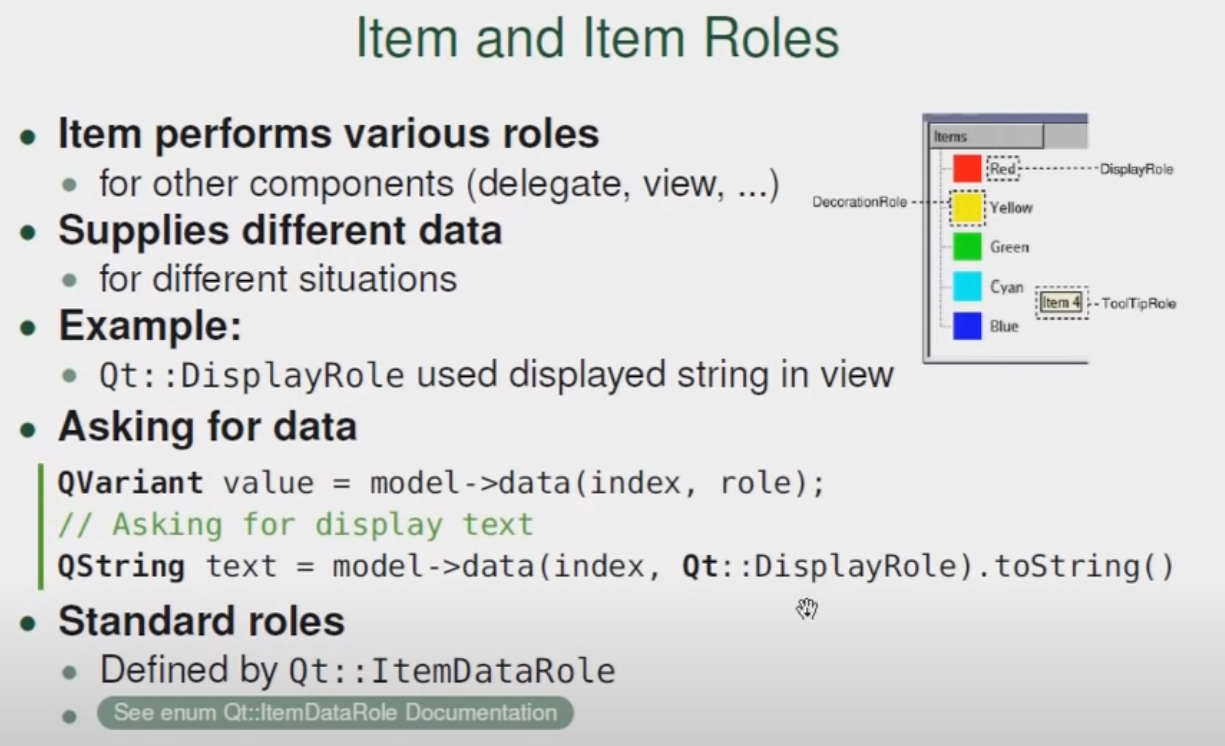 Item and Item Roles
Item performs various roles
for other components (delegate, view, ...)
Supplies different data
for different situations
Example:
Qt::DisplayRole used displayed string in view
Asking for data
QVariant value = model->data(index, role);
// Asking for display text
QString text = model->data(index, Qt::DisplayRole).toString()
Standard roles
Defined by Qt::ItemDataRole
See enum Qt::ItemDataRole Documentation
Items
Red
DisplayRole
DecorationRole
Yellow
Green
Cyan
Item 4
ToolTipRole
Blue